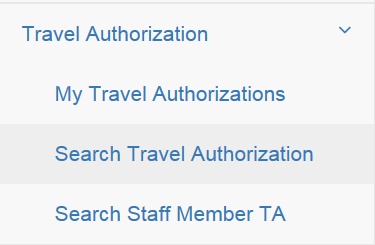 Travel Authorization
My Travel Authorizations
Search Travel Authorization
Search Staff Member TA